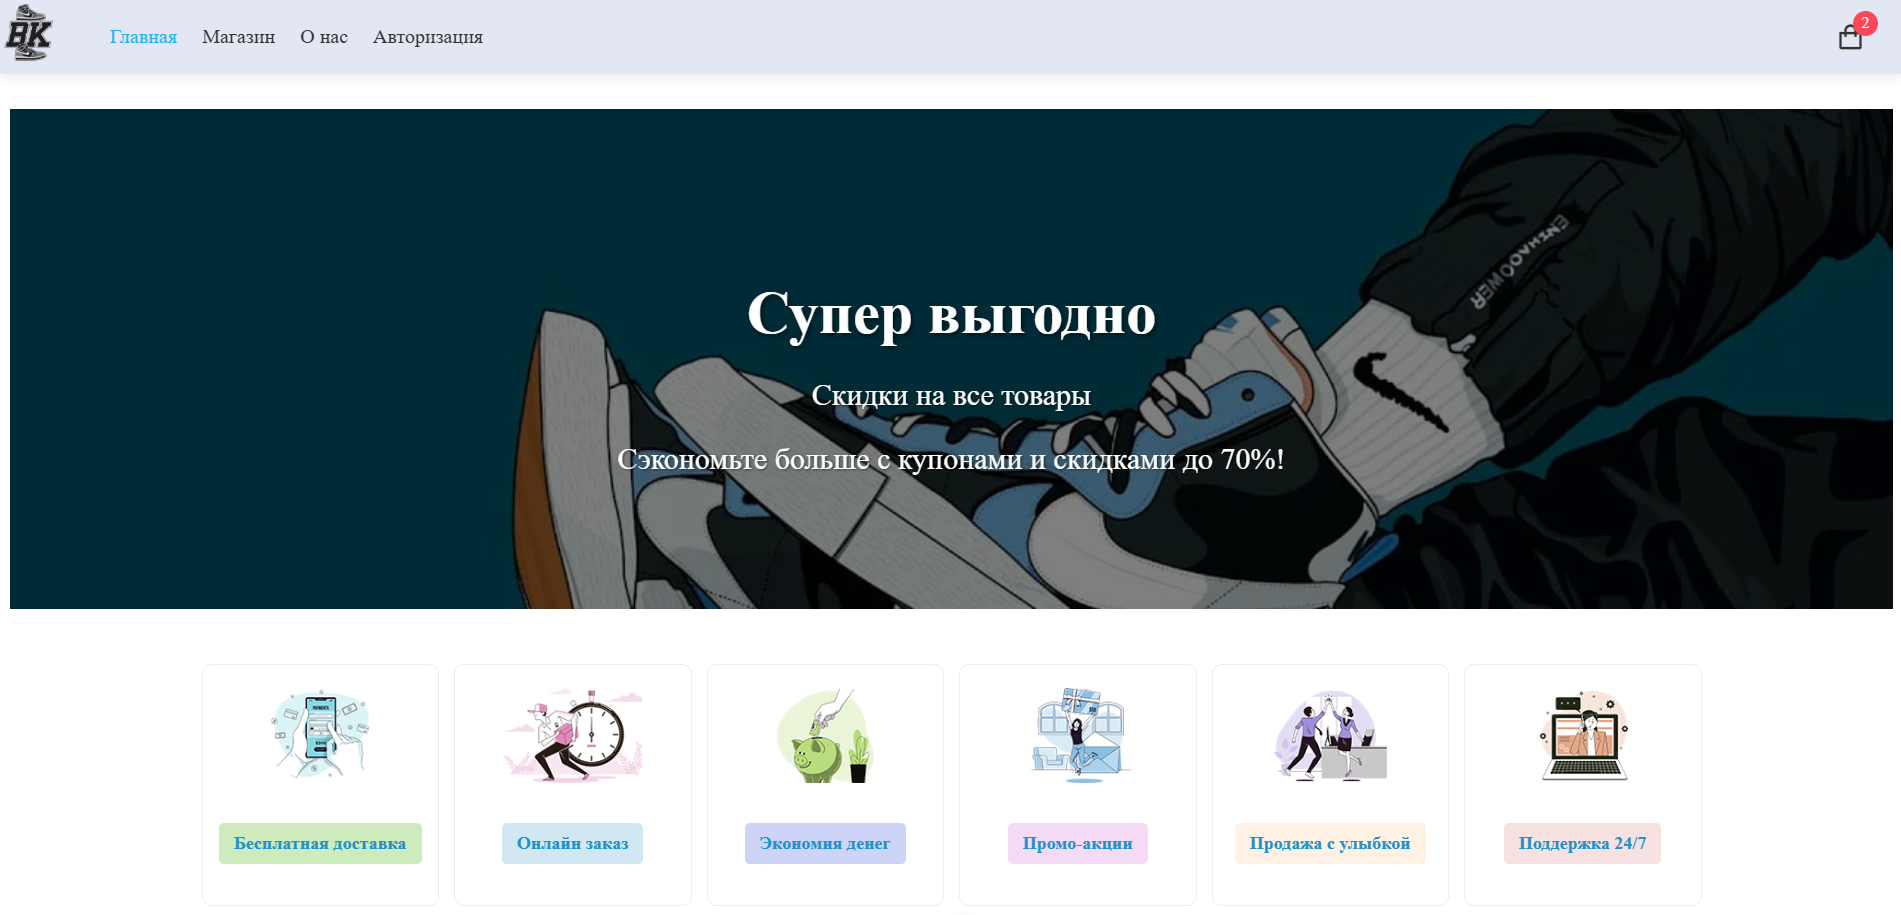 BK
Главная Магазин О нас Авторизация
2
Супер выгодно
Скидки на все товары
Сэкономьте больше с купонами и скидками до 70%!
PAYMENTS
Бесплатная доставка
Онлайн заказ
Экономия денег
Промо-акции
Продажа с улыбкой
Поддержка 24/7